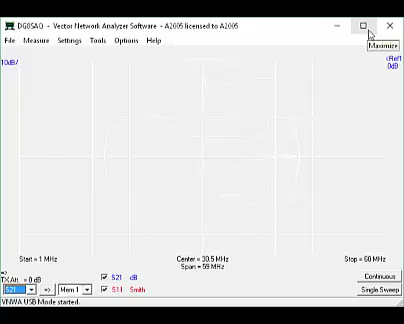 DG8SAQ - Vector Network Analyzer Software - A2005 licensed to A2005
File Measure Settings Tools Options Help
Maximize
10dB/
<Ref1
0dB
Start = 1 MHz
Center = 30.5 MHz
Stop = 60 MHz
Span = 59 MHz
=>
TX Att. = 0 dB
S21 dB
Continuous
S21 => Mem 1
S11 Smith
Single Sweep
VNWA USB Mode started.